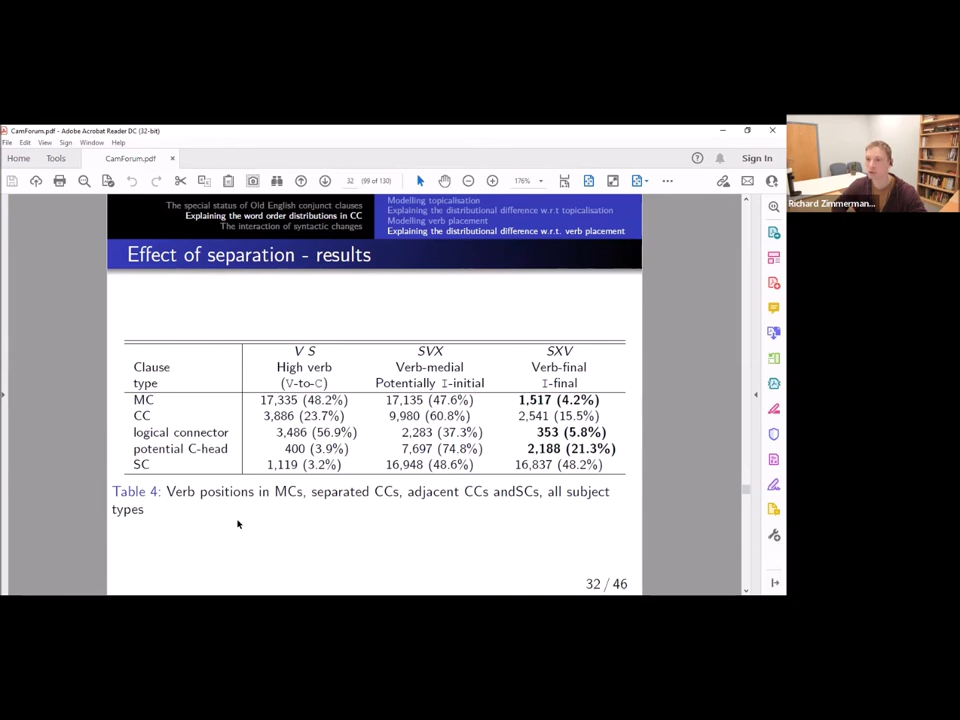 CamForum.pdf - Adobe Acrobat Reader DC (32-bit)
File Edit View Sign Window Help
Home Tools CamForum.pdf × Sign In
32 (99 of 130) 176%
The special status of Old English conjunct clauses
Explaining the word order distributions in CC
The interaction of syntactic changes
Modelling topicalisation
Explaining the distributional difference w.r.t topicalisation
Modelling verb placement
Explaining the distributional difference w.r.t. verb placement
Effect of separation - results
V S SVX SXV
Clause High verb Verb-medial Verb-final
type (V-to-C) Potentially I-initial I-final
MC 17,335 (48.2%) 17,135 (47.6%) 1,517 (4.2%)
CC 3,886 (23.7%) 9,980 (60.8%) 2,541 (15.5%)
logical connector 3,486 (56.9%) 2,283 (37.3%) 353 (5.8%)
potential C-head 400 (3.9%) 7,697 (74.8%) 2,188 (21.3%)
SC 1,119 (3.2%) 16,948 (48.6%) 16,837 (48.2%)
Table 4: Verb positions in MCs, separated CCs, adjacent CCs andSCs, all subject
types
32 / 46
Richard Zimmerman...